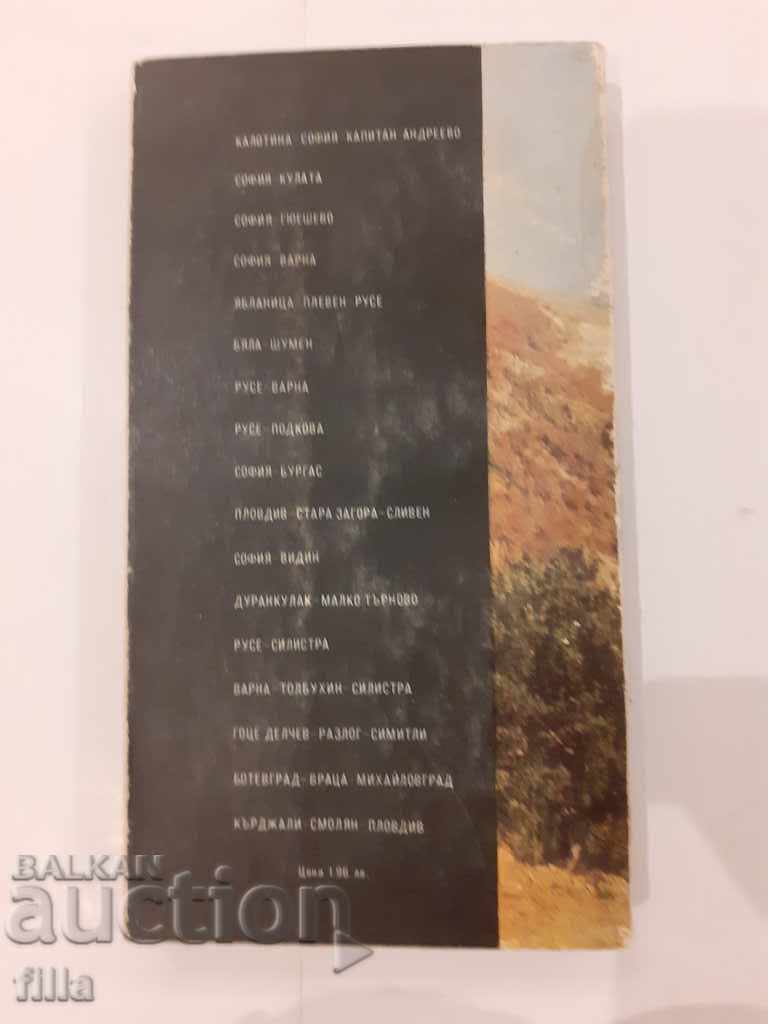 КАЛОТИНА СОФИЯ КАПИТАН АНДРЕЕВО
СОФИЯ КУЛАТА
СОФИЯ ГЮЕШЕВО
СОФИЯ ВАРНА
ЯБЛАНИЦА ПЛЕВЕН РУСЕ
БЯЛА ШУМЕН
РУСЕ ВАРНА
РУСЕ-ПОДКОВА
СОФИЯ БУРГАС
ПЛОВДИВ СТАРА ЗАГОРА-СЛИВЕН
СОФИЯ ВИДИН
ДУРАНКУЛАК МАЛКО ТЪРНОВО
РУСЕ-СИЛИСТРА
ВАРНА-ТОЛБУХИН-СИЛИСТРА
ГОЦЕ ДЕЛЧЕВ-РАЗЛОГ-СИМИТЛИ
БОТЕВГРАД-ВРАЦА МИХАЙЛОВГРАД
КЪРДЖАЛИ СМОЛЯН ПЛОВДИВ
Цена 1.96 лв.
BALKAN
auction
filla